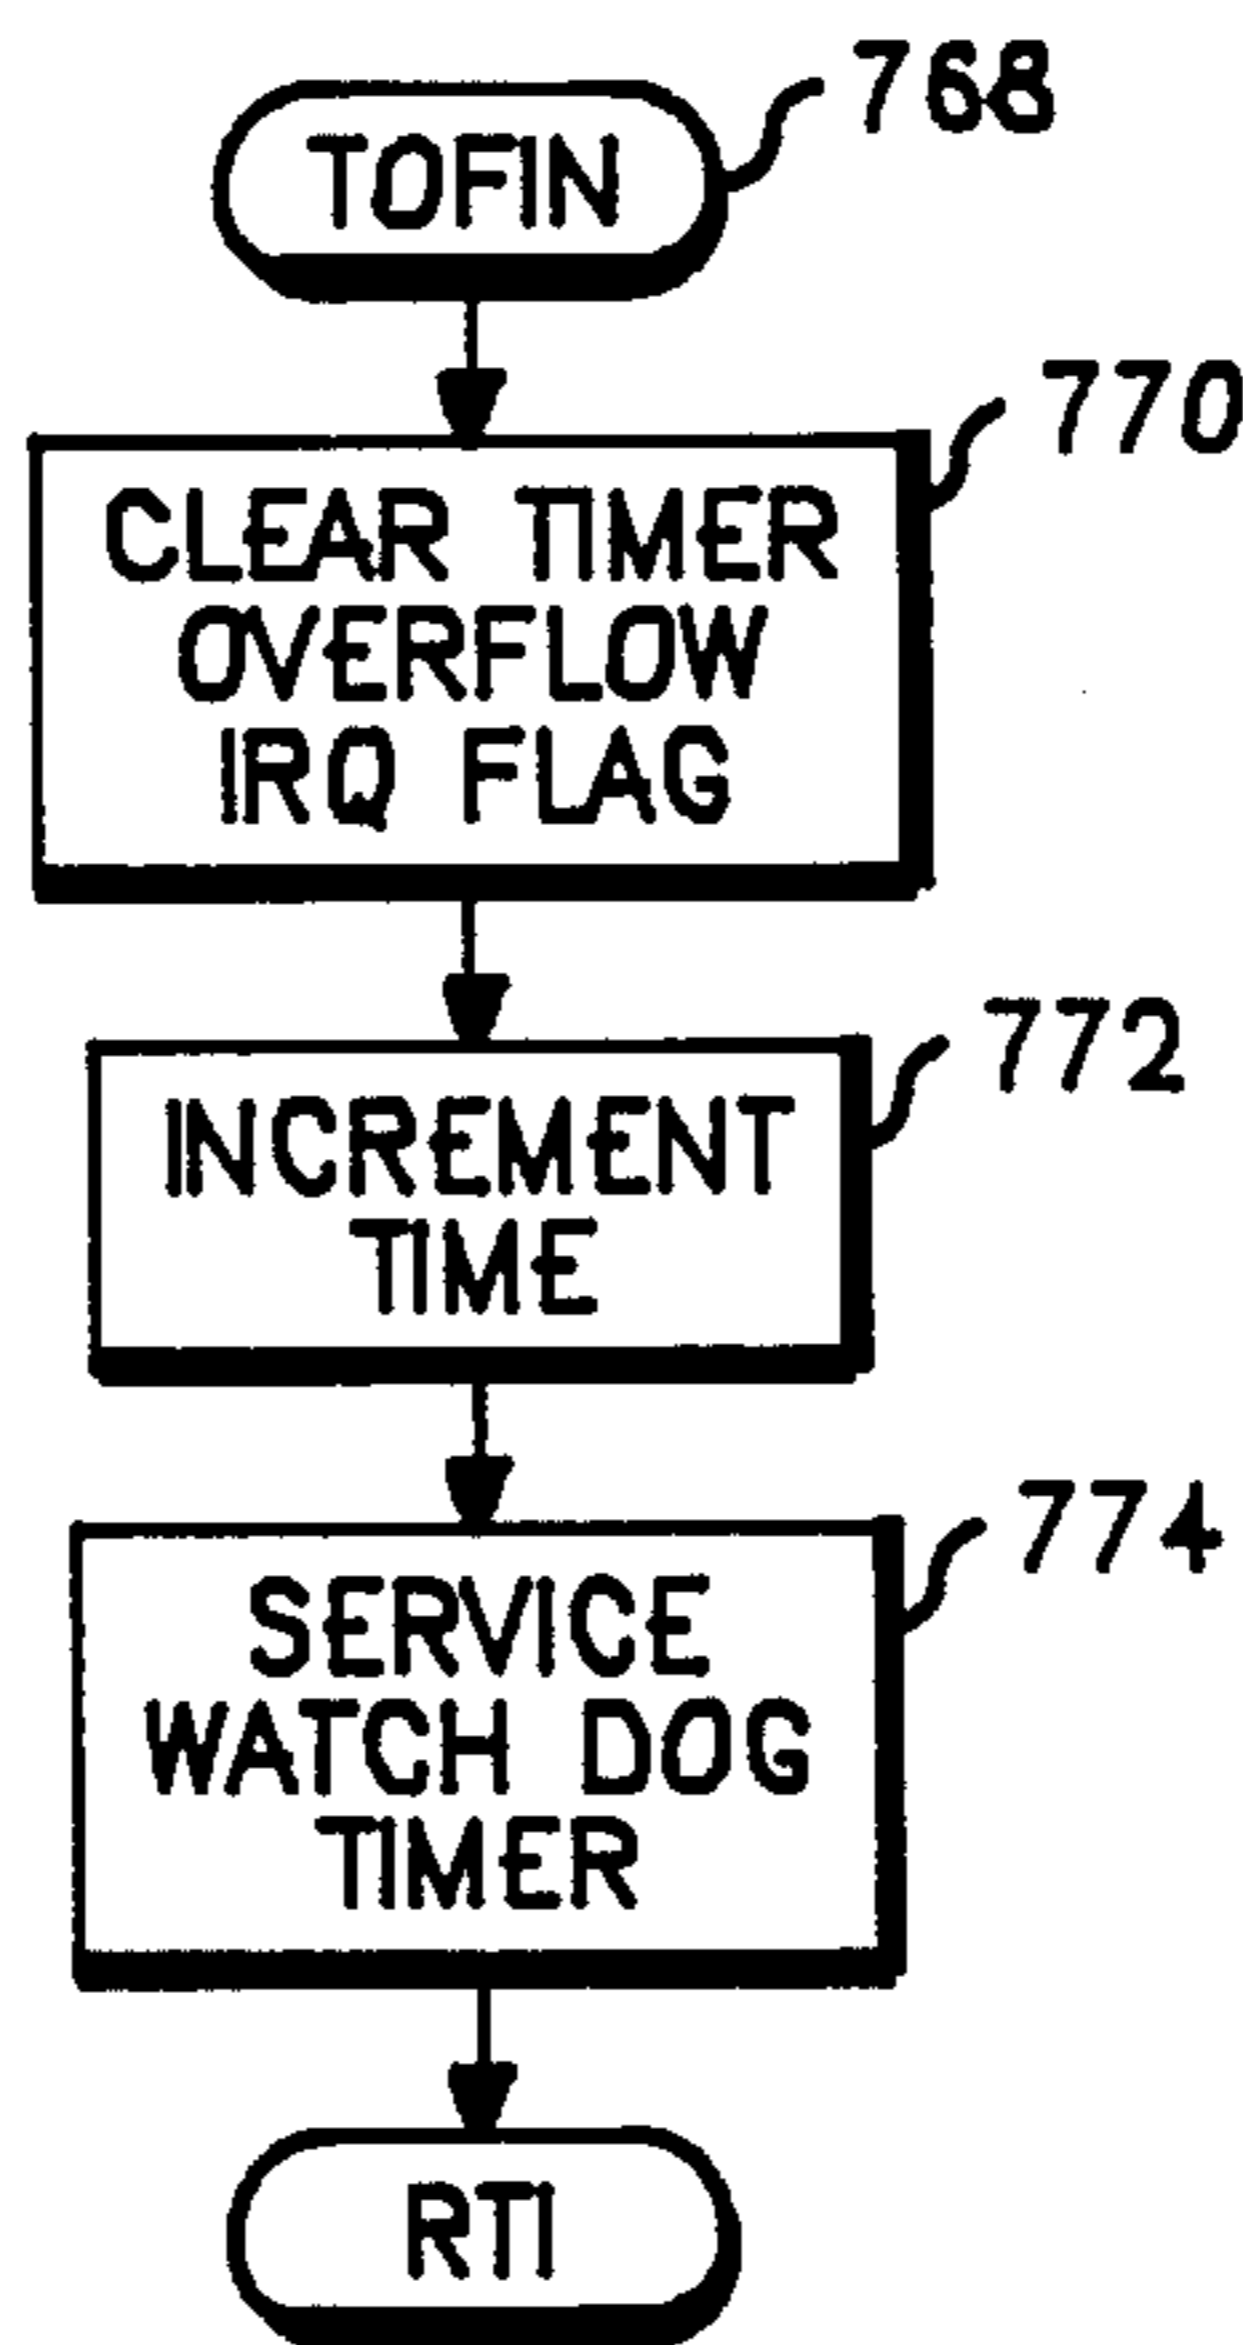 768
TOFIN
770
CLEAR TIMER
OVERFLOW
IRQ FLAG
772
INCREMENT
TIME
774
SERVICE
WATCH DOG
TIMER
RTI